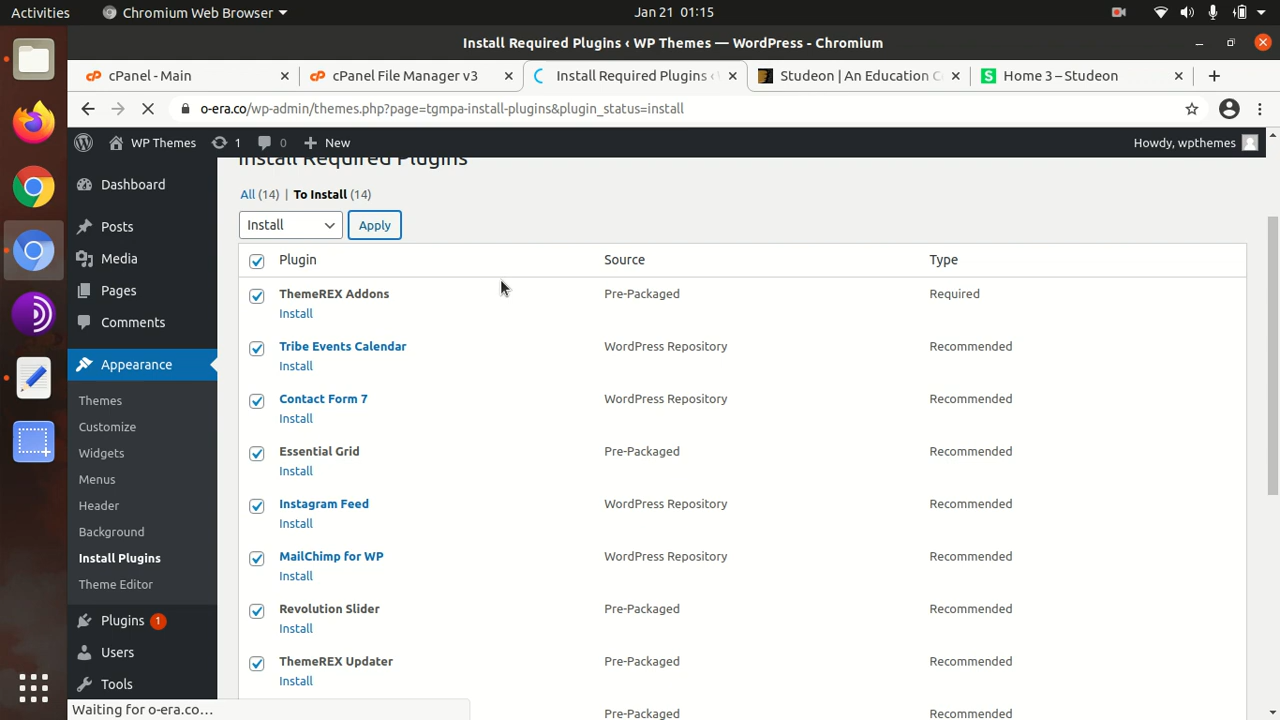 Activities
Chromium Web Browser
Jan 21 01:15
Install Required Plugins ‹ WP Themes — WordPress - Chromium
cPanel - Main
cPanel File Manager v3
Install Required Plugins ‹
Studeon | An Education
Home 3 – Studeon
o-era.co/wp-admin/themes.php?page=tgmpa-install-plugins&plugin_status=install
WP Themes
1
0
New
Howdy, wpthemes
Install Required Plugins
Dashboard
Posts
Media
Pages
Comments
Appearance
Themes
Customize
Widgets
Menus
Header
Background
Install Plugins
Theme Editor
Plugins 1
Users
Tools
All (14) | To Install (14)
Install
Apply
Plugin Source Type
ThemeREX Addons Pre-Packaged Required
Install
Tribe Events Calendar WordPress Repository Recommended
Install
Contact Form 7 WordPress Repository Recommended
Install
Essential Grid Pre-Packaged Recommended
Install
Instagram Feed WordPress Repository Recommended
Install
MailChimp for WP WordPress Repository Recommended
Install
Revolution Slider Pre-Packaged Recommended
Install
ThemeREX Updater Pre-Packaged Recommended
Install
Pre-Packaged Recommended
Waiting for o-era.co...